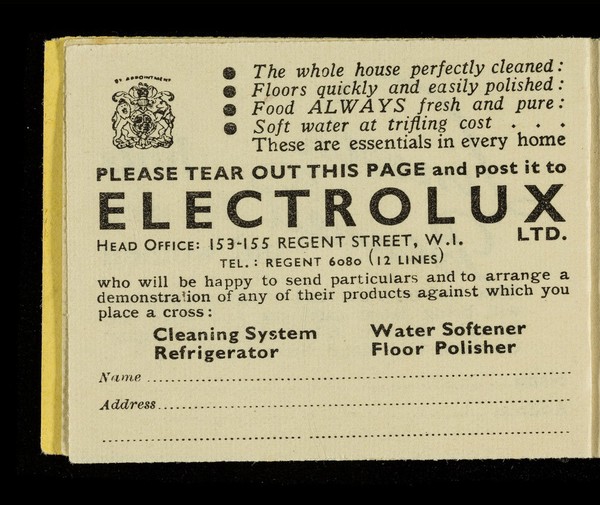 BY APPOINTMENT
● The whole house perfectly cleaned:
● Floors quickly and easily polished:
● Food ALWAYS fresh and pure:
● Soft water at trifling cost . . .
These are essentials in every home
PLEASE TEAR OUT THIS PAGE and post it to
ELECTROLUX
LTD.
HEAD OFFICE: 153-155 REGENT STREET, W.1.
TEL.: REGENT 6080 (12 LINES)
who will be happy to send particulars and to arrange a
demonstration of any of their products against which you
place a cross:
Cleaning System Water Softener
Refrigerator Floor Polisher
Name
Address